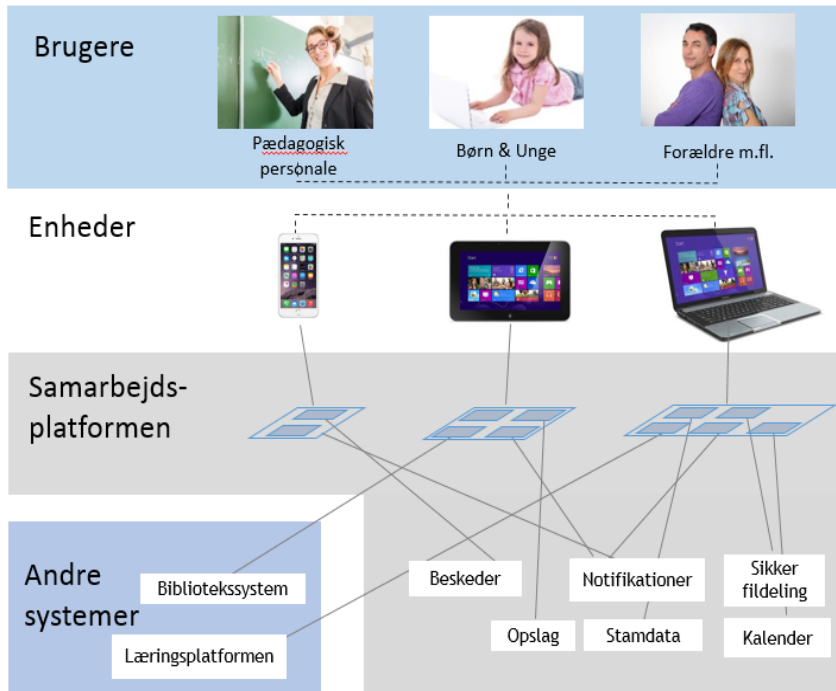 Brugere
Pædagogisk
personale
Børn & Unge
Forældre m.fl.
Enheder
Samarbejds-
platformen
Andre
systemer
Bibliotekssystem
Læringsplatformen
Beskeder
Opslag
Notifikationer
Stamdata
Sikker
fildeling
Kalender